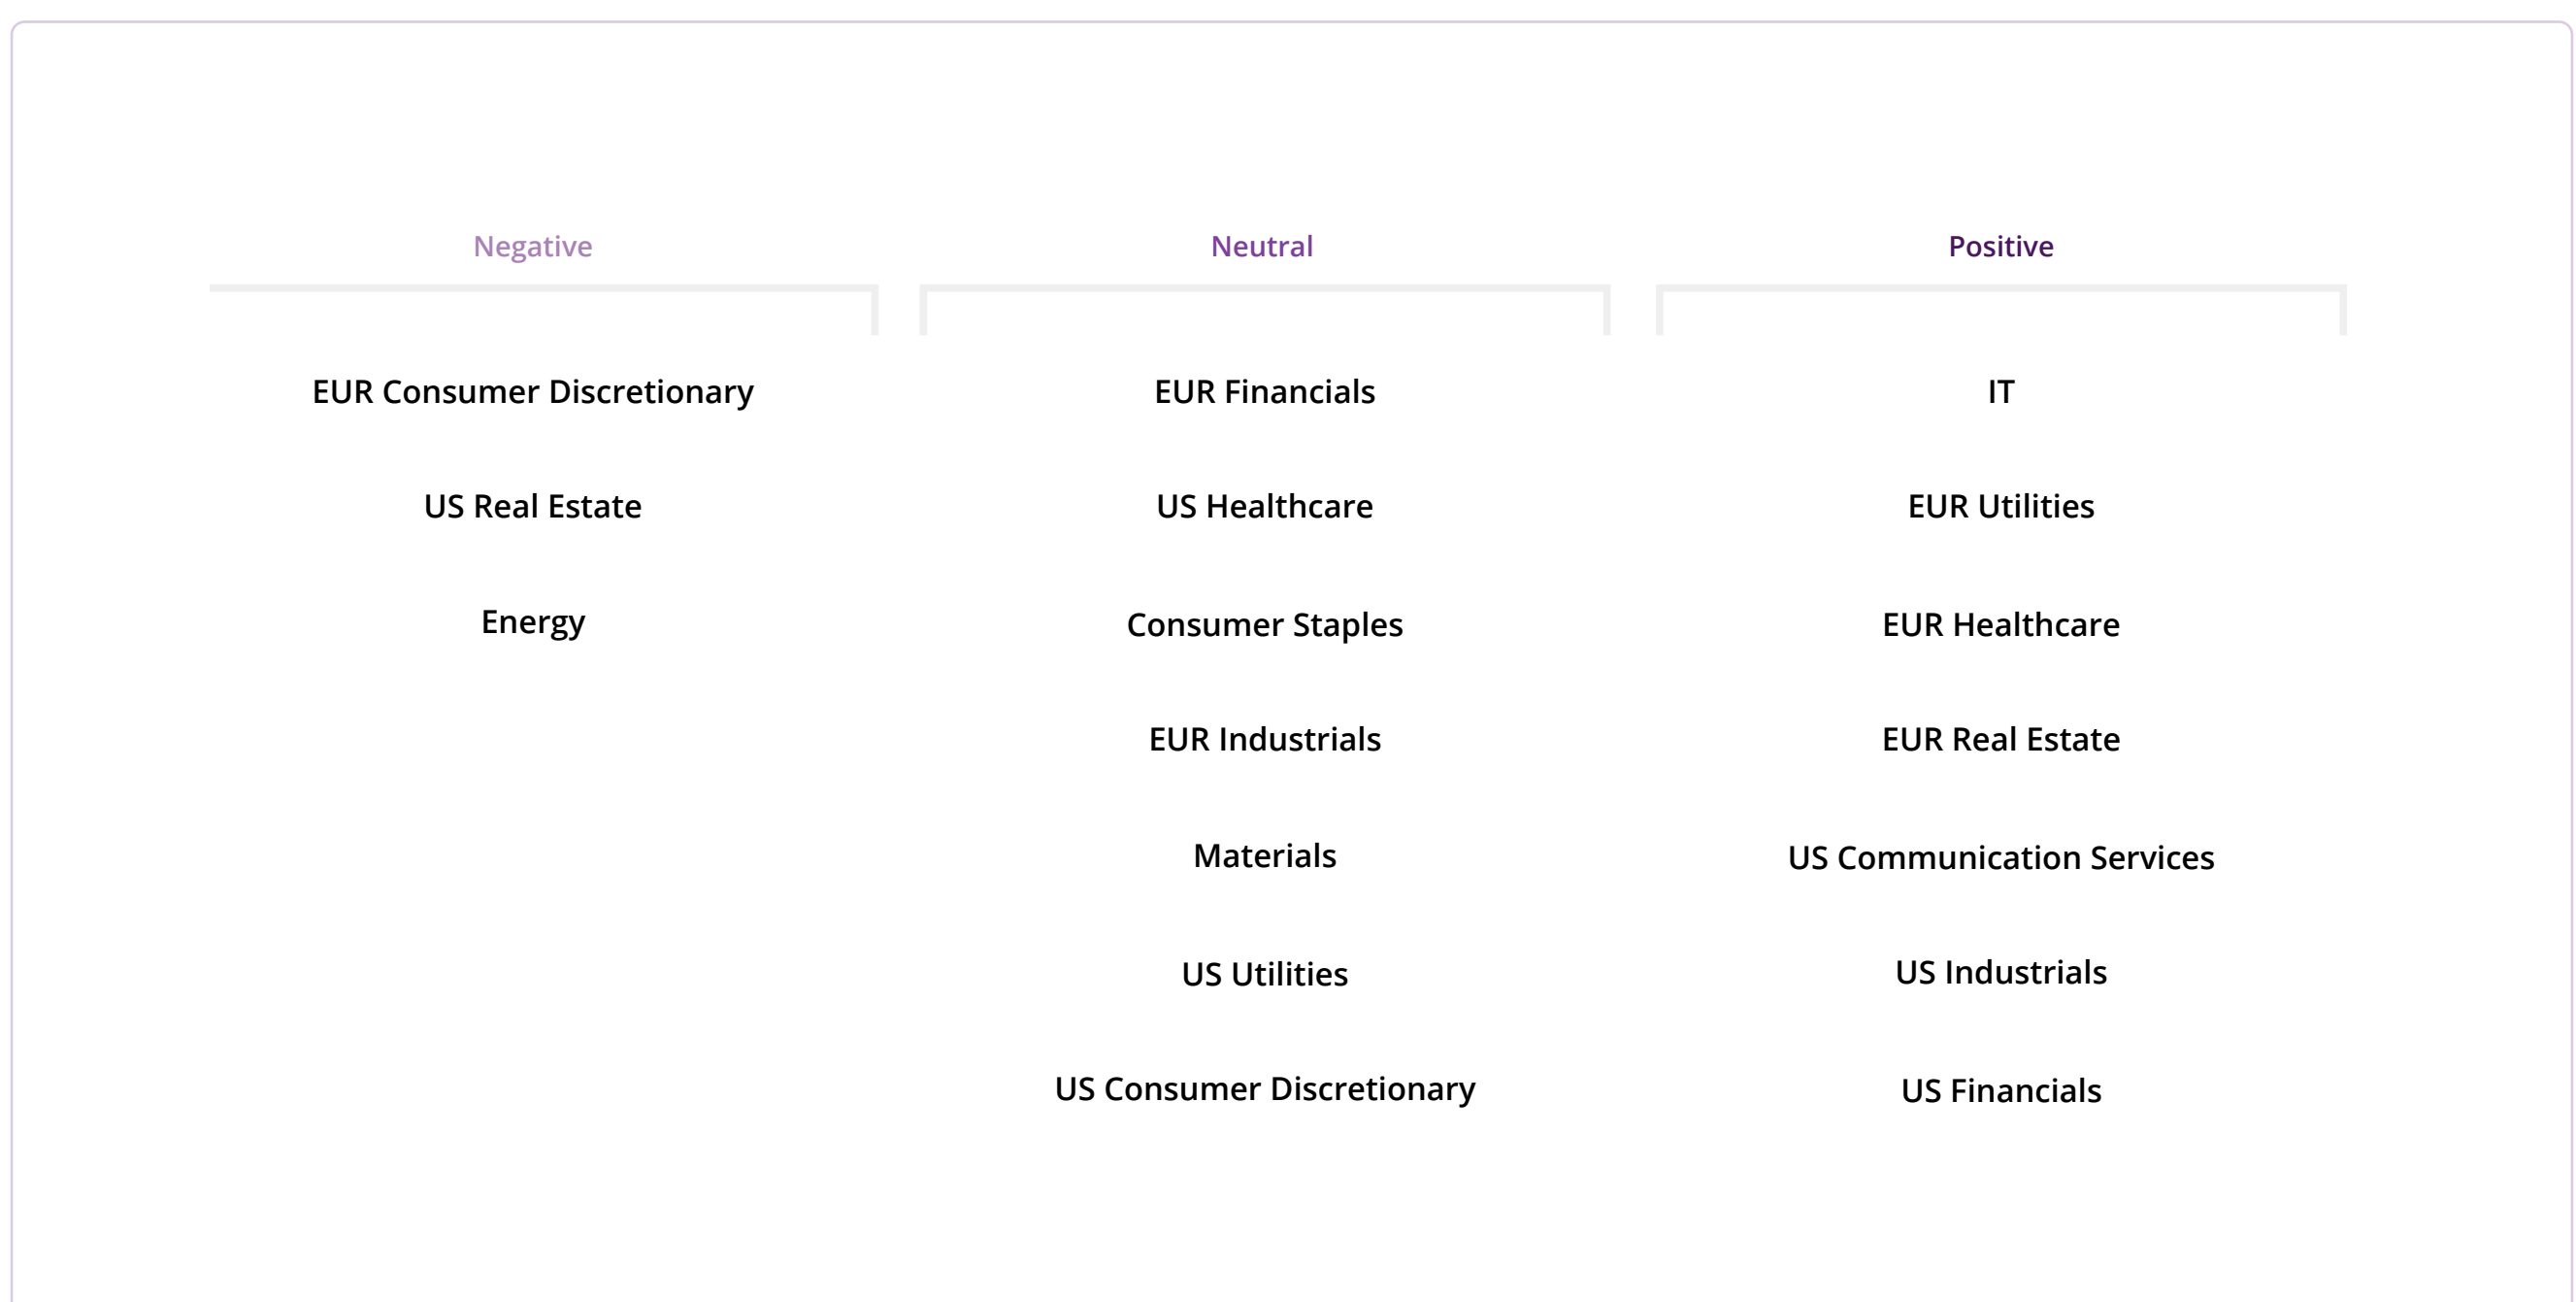 Negative
Neutral
Positive
EUR Consumer Discretionary
EUR Financials
IT
US Real Estate
US Healthcare
EUR Utilities
Energy
Consumer Staples
EUR Healthcare
EUR Industrials
EUR Real Estate
Materials
US Communication Services
US Utilities
US Industrials
US Consumer Discretionary
US Financials